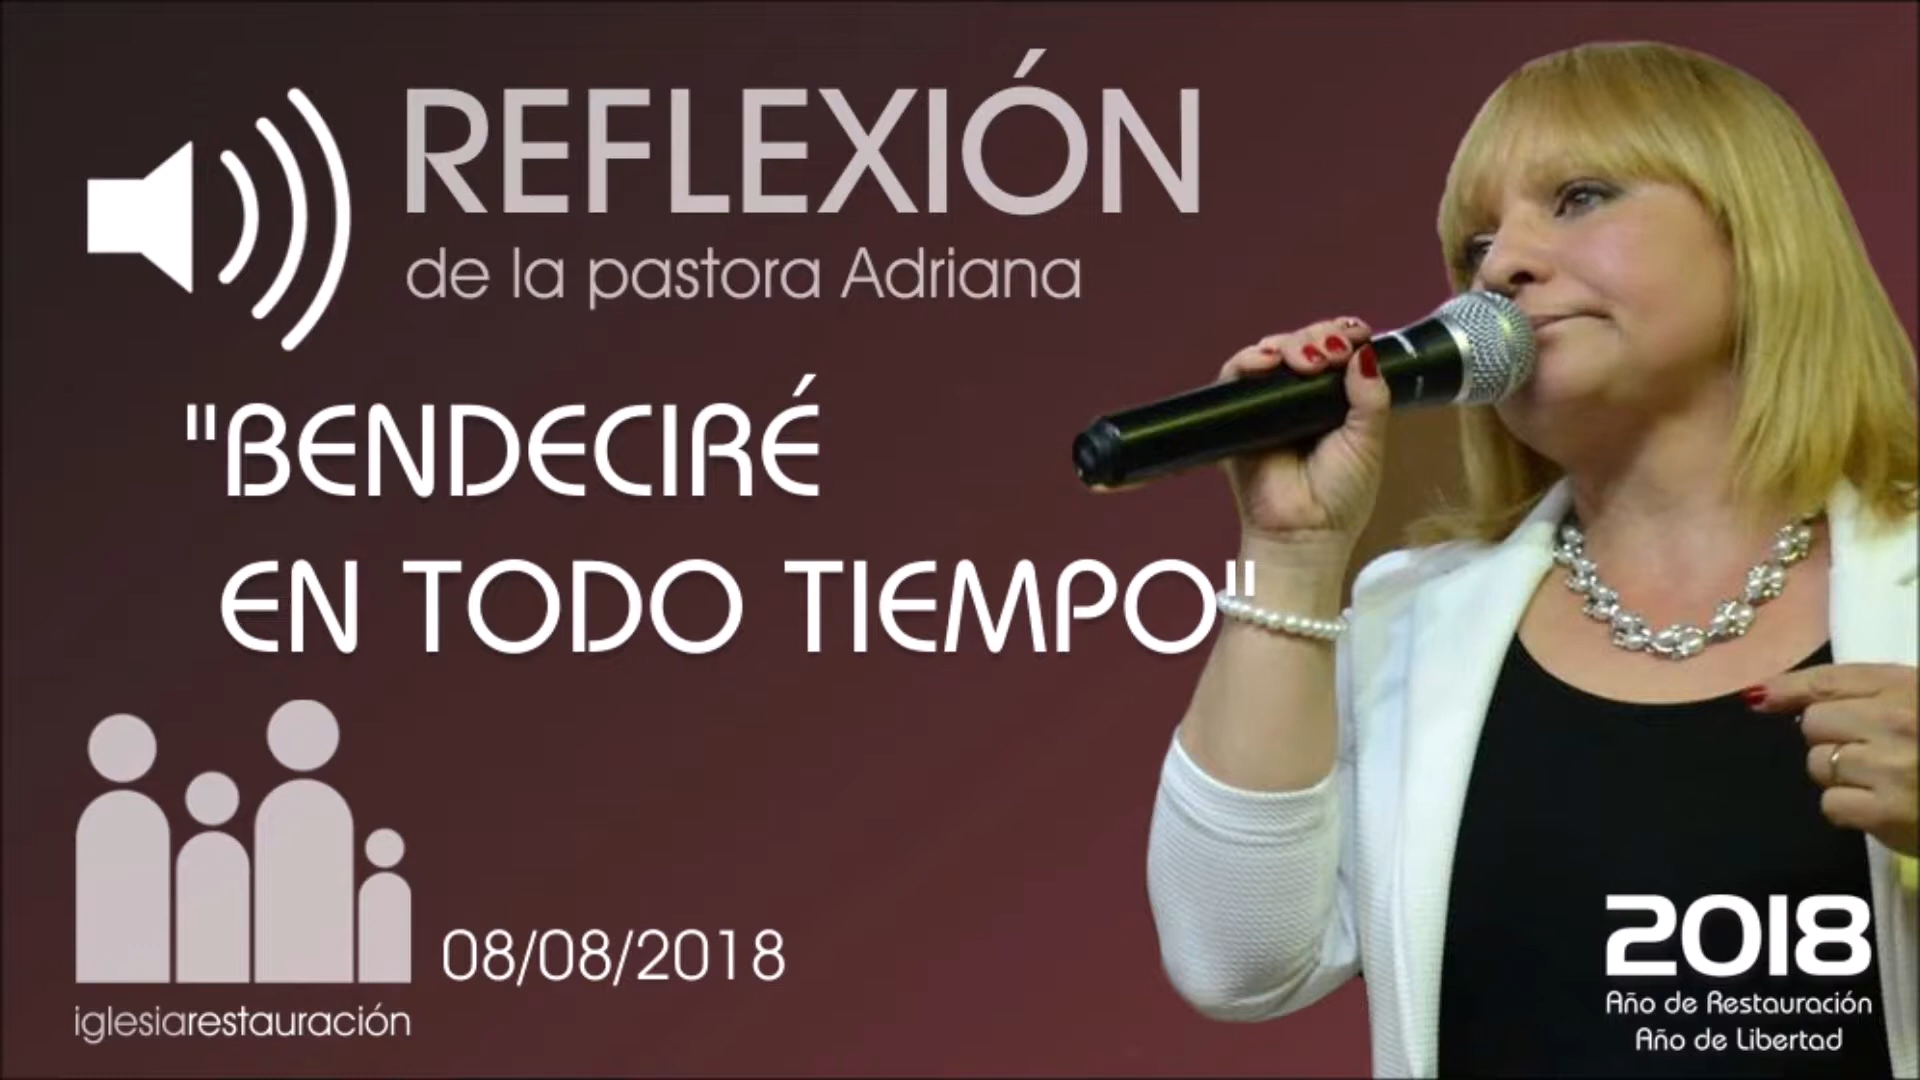 REFLEXIÓN
de la pastora Adriana
"BENDECIRÉ
EN TODO TIEMPO"
08/08/2018
iglesiarestauración
2018
Año de Restauración
Año de Libertad